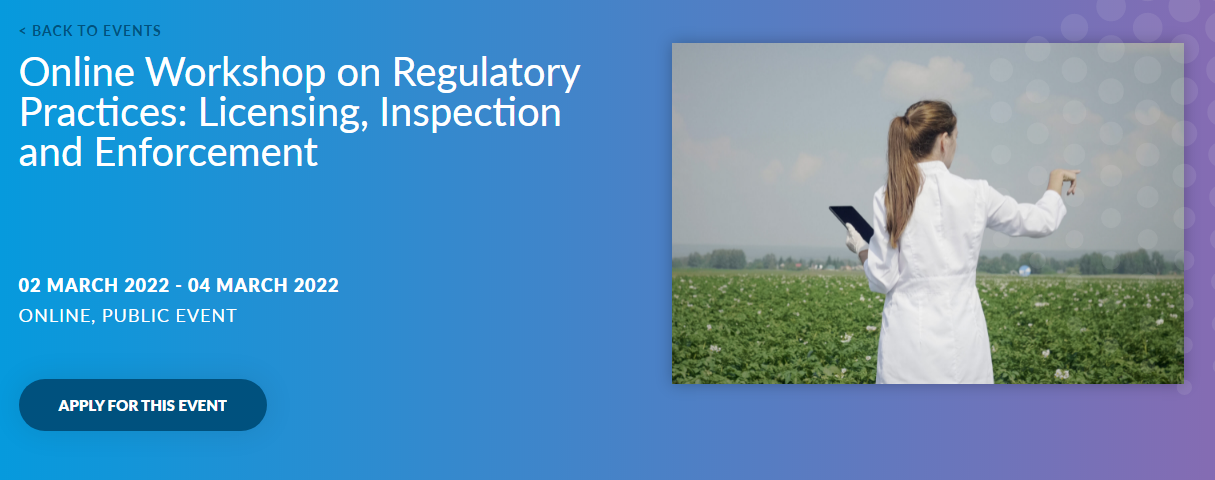 < BACK TO EVENTS
Online Workshop on Regulatory
Practices: Licensing, Inspection
and Enforcement
02 MARCH 2022 - 04 MARCH 2022
ONLINE, PUBLIC EVENT
APPLY FOR THIS EVENT